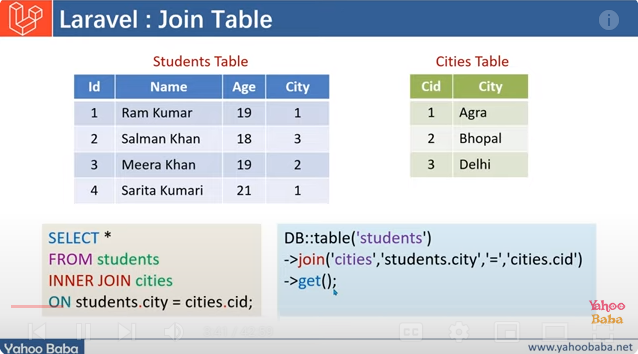 Laravel : Join Table
Students Table
Id Name Age City
1 Ram Kumar 19 1
2 Salman Khan 18 3
3 Meera Khan 19 2
4 Sarita Kumari 21 1
Cities Table
Cid City
1 Agra
2 Bhopal
3 Delhi
SELECT *
FROM students
INNER JOIN cities
ON students.city = cities.cid;
DB::table('students')
->join('cities','students.city','=','cities.cid')
->get();
Yahoo
Baba
Yahoo Baba
www.yahoobaba.net